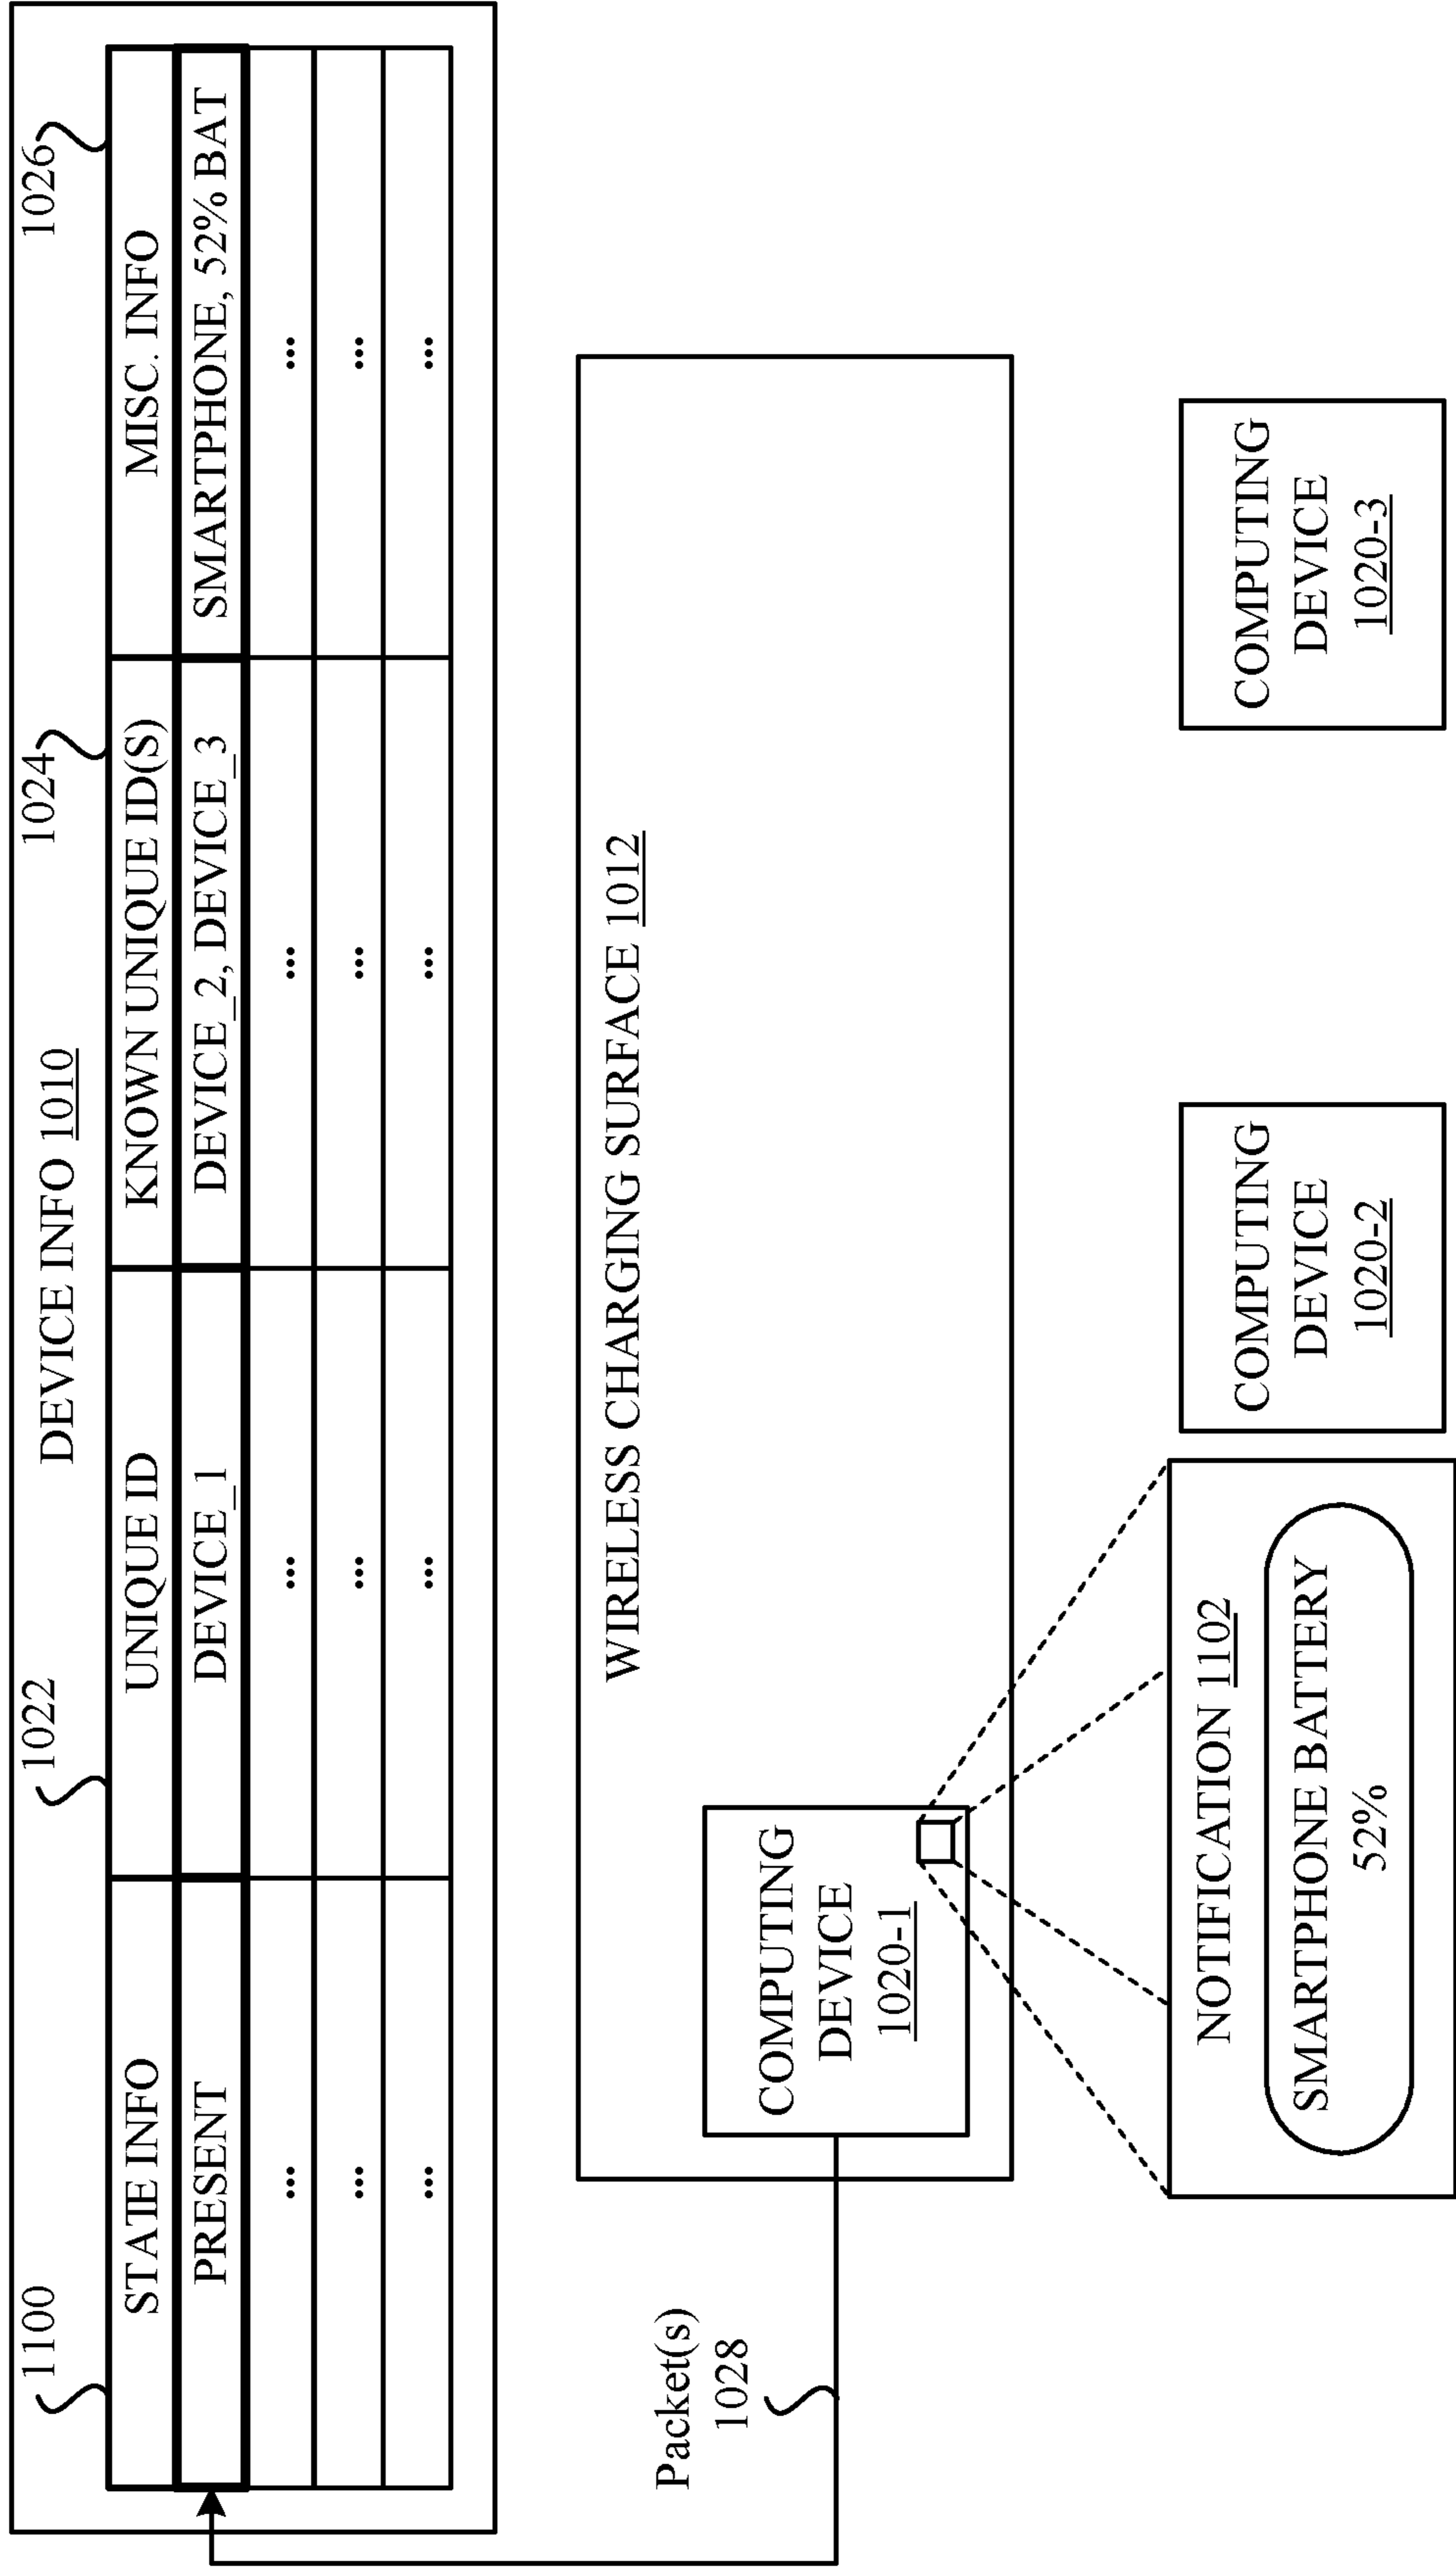 DEVICE INFO 1010
1100
1022
1024
1026
STATE INFO
UNIQUE ID
KNOWN UNIQUE ID(S)
MISC. INFO
PRESENT
DEVICE_1
DEVICE_2, DEVICE_3
SMARTPHONE, 52% BAT
...
...
...
...
...
...
...
...
...
...
...
...
WIRELESS CHARGING SURFACE 1012
Packet(s)
1028
COMPUTING
DEVICE
1020-1
NOTIFICATION 1102
SMARTPHONE BATTERY
52%
COMPUTING
DEVICE
1020-2
COMPUTING
DEVICE
1020-3